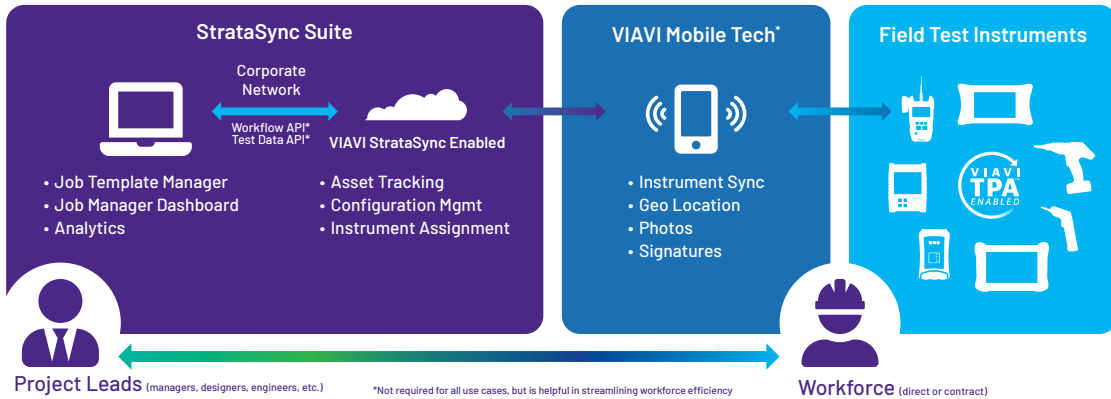 StrataSync Suite
Corporate
Network
Workflow API*
Test Data API*
VIAVI StrataSync Enabled
• Job Template Manager
• Job Manager Dashboard
• Analytics
• Asset Tracking
• Configuration Mgmt
• Instrument Assignment
VIAVI Mobile Tech*
• Instrument Sync
• Geo Location
• Photos
• Signatures
Field Test Instruments
VIAVI
TPA
ENABLED
Project Leads (managers, designers, engineers, etc.)
*Not required for all use cases, but is helpful in streamlining workforce efficiency
Workforce (direct or contract)